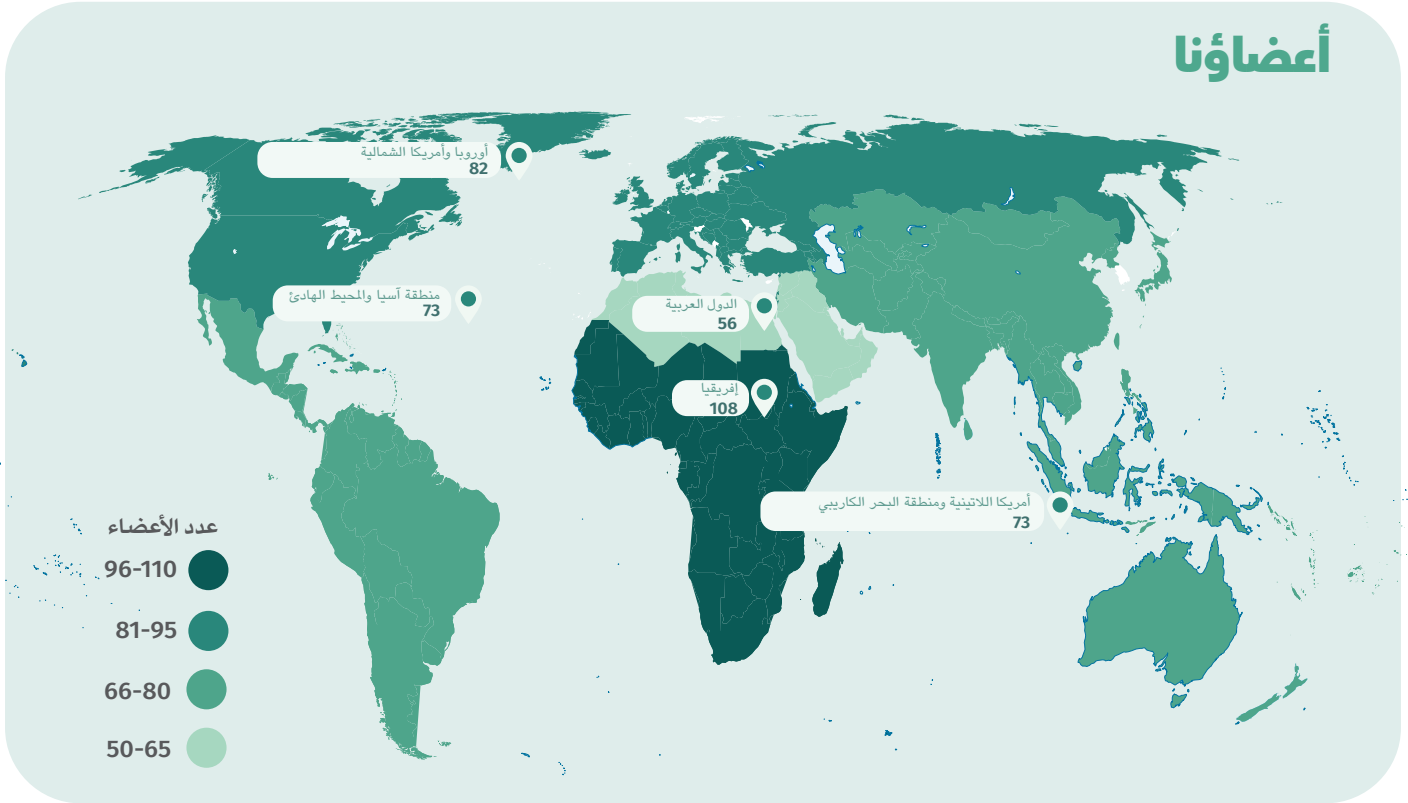 أعضاؤنا
أوروبا وأمريكا الشمالية
82
منطقة آسيا والمحيط الهادئ
73
الدول العربية
56
إفريقيا
108
أمريكا اللاتينية ومنطقة البحر الكاريبي
73
عدد الأعضاء
96-110
81-95
66-80
50-65